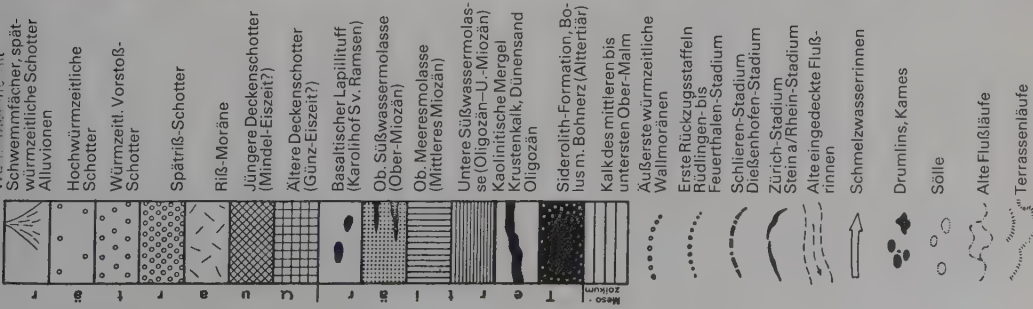 Schwemmfächer, spät-
würmzeitliche Schotter
Alluvionen
Hochwürmzeitliche
Schotter
Würmzeitl. Vorstoß-
Schotter
Spätriß-Schotter
Riß-Moräne
Jüngere Deckenschotter
(Mindel-Eiszeit?)
Ältere Deckenschotter
(Günz-Eiszeit?)
Basaltischer Lapillituff
(Karolihof S v. Ramsen)
Ob. Süßwassermolasse
(Ober-Miozän)
Ob. Meeresmolasse
(Mittleres Miozän)
Untere Süßwassermolas-
se (Oligozän–U.-Miozän)
Kaolinitische Mergel
Krustenkalk, Dünensand
Oligozän
Siderolith-Formation, Bo-
lus m. Bohnerz (Alttertiär)
Kalk des mittleren bis
untersten Ober-Malm
Äußerste würmzeitliche
Wallmoränen
Erste Rückzugsstaffeln
Rüdlingen- bis
Feuerthalen-Stadium
Schlieren-Stadium
Dießenhofen-Stadium
Zürich-Stadium
Stein a/Rhein-Stadium
Alte eingedeckte Fluß-
rinnen
Schmelzwasserrinnen
Drumlins, Kames
Sölle
Alte Flußläufe
Terrassenläufe
r ä t r a u Q
r ä i t r e T
Meso-
zoikum